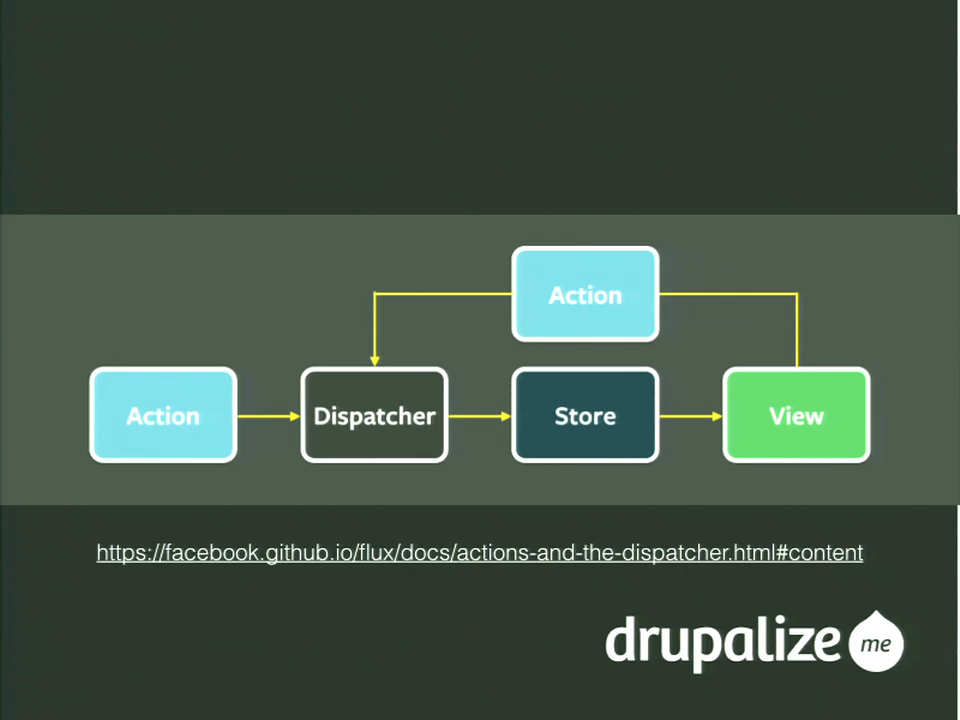 Action
Action
Dispatcher
Store
View
https://facebook.github.io/flux/docs/actions-and-the-dispatcher.html#content
drupalize me